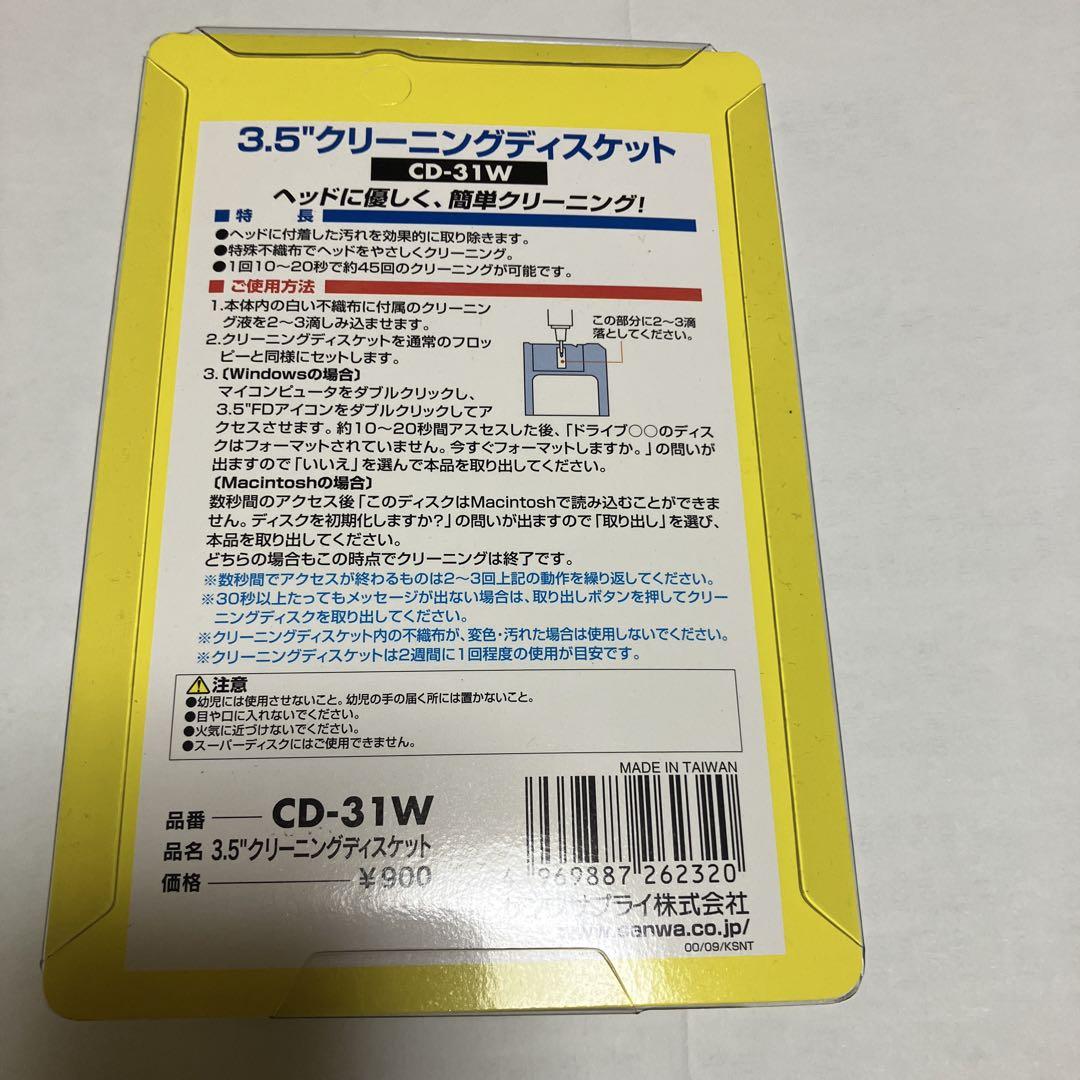 3.5"クリーニングディスケット
CD-31W
ヘッドに優しく、簡単クリーニング!
■特 長
●ヘッドに付着した汚れを効果的に取り除きます。
●特殊不織布でヘッドをやさしくクリーニング。
●1回10〜20秒で約45回のクリーニングが可能です。
■ご使用方法
1.本体内の白い不織布に付属のクリーニン
グ液を2〜3滴しみ込ませます。
2.クリーニングディスケットを通常のフロッ
ピーと同様にセットします。
この部分に2〜3滴
落としてください。
3.〔Windowsの場合〕
マイコンピュータをダブルクリックし、
3.5"FDアイコンをダブルクリックしてア
クセスさせます。約10〜20秒間アスセスした後、「ドライブ○○のディス
クはフォーマットされていません。今すぐフォーマットしますか。」の問いが
出ますので「いいえ」を選んで本品を取り出してください。
〔Macintoshの場合〕
数秒間のアクセス後「このディスクはMacintoshで読み込むことができま
せん。ディスクを初期化しますか?」の問いが出ますので「取り出し」を選び、
本品を取り出してください。
どちらの場合もこの時点でクリーニングは終了です。
※数秒間でアクセスが終わるものは2〜3回上記の動作を繰り返してください。
※30秒以上たってもメッセージが出ない場合は、取り出しボタンを押してクリー
ニングディスクを取り出してください。
※クリーニングディスケット内の不織布が、変色・汚れた場合は使用しないでください。
※クリーニングディスケットは2週間に1回程度の使用が目安です。
注意
●幼児には使用させないこと。幼児の手の届く所には置かないこと。
●目や口に入れないでください。
●火気に近づけないでください。
●スーパーディスクにはご使用できません。
MADE IN TAIWAN
品番 — CD-31W
品名 3.5"クリーニングディスケット
価格 — ¥900
4 969887 262320
サンワサプライ株式会社
www.sanwa.co.jp/
00/09/KSNT